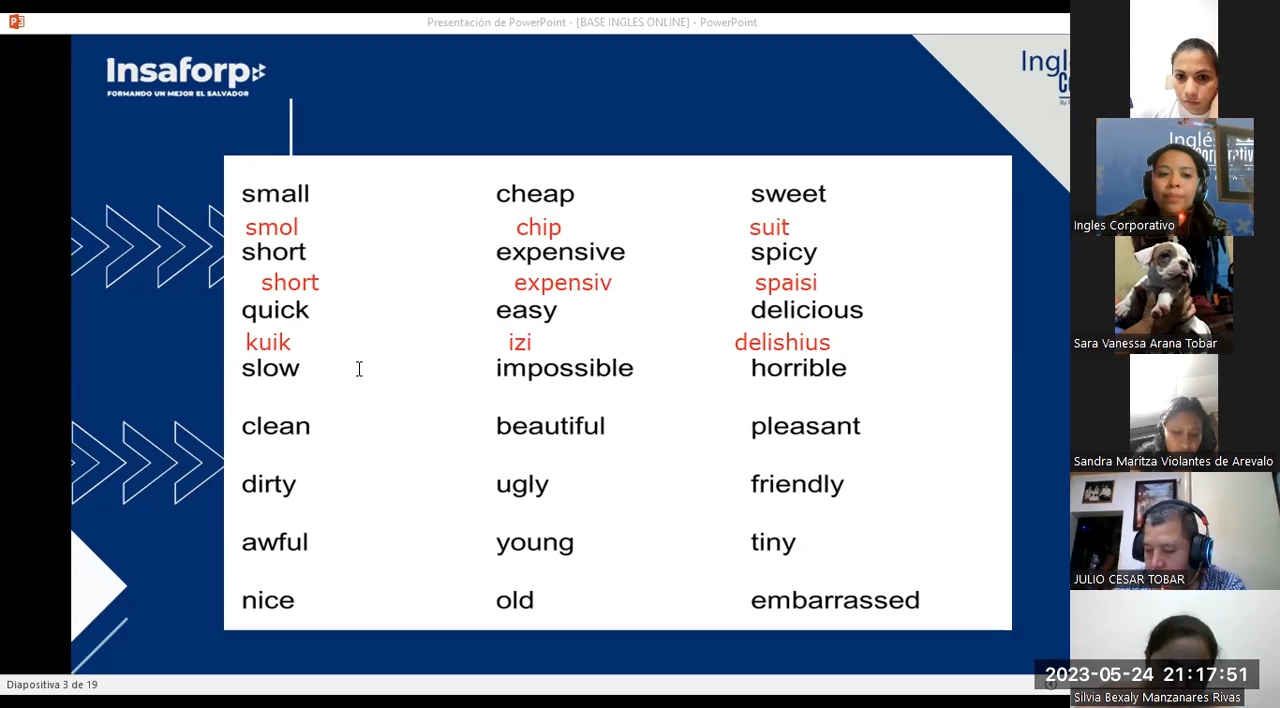 Presentación de PowerPoint - [BASE INGLES ONLINE] - PowerPoint
Insaforp
FORMANDO UN MEJOR EL SALVADOR
small cheap sweet
smol chip suit
short expensive spicy
short expensiv spaisi
quick easy delicious
kuik izi delishius
slow impossible horrible
clean beautiful pleasant
dirty ugly friendly
awful young tiny
nice old embarrassed
Diapositiva 3 de 19
Ingles Corporativo
Sara Vanessa Arana Tobar
Sandra Maritza Violantes de Arevalo
JULIO CESAR TOBAR
2023-05-24 21:17:51
Silvia Bexaly Manzanares Rivas